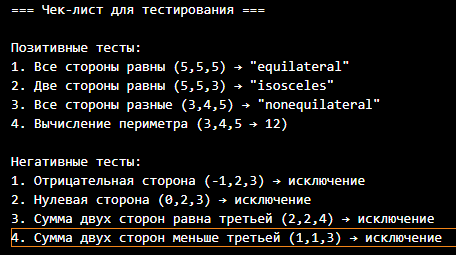 === Чек-лист для тестирования ===
Позитивные тесты:
1. Все стороны равны (5,5,5) → "equilateral"
2. Две стороны равны (5,5,3) → "isosceles"
3. Все стороны разные (3,4,5) → "nonequilateral"
4. Вычисление периметра (3,4,5 → 12)
Негативные тесты:
1. Отрицательная сторона (-1,2,3) → исключение
2. Нулевая сторона (0,2,3) → исключение
3. Сумма двух сторон равна третьей (2,2,4) → исключение
4. Сумма двух сторон меньше третьей (1,1,3) → исключение